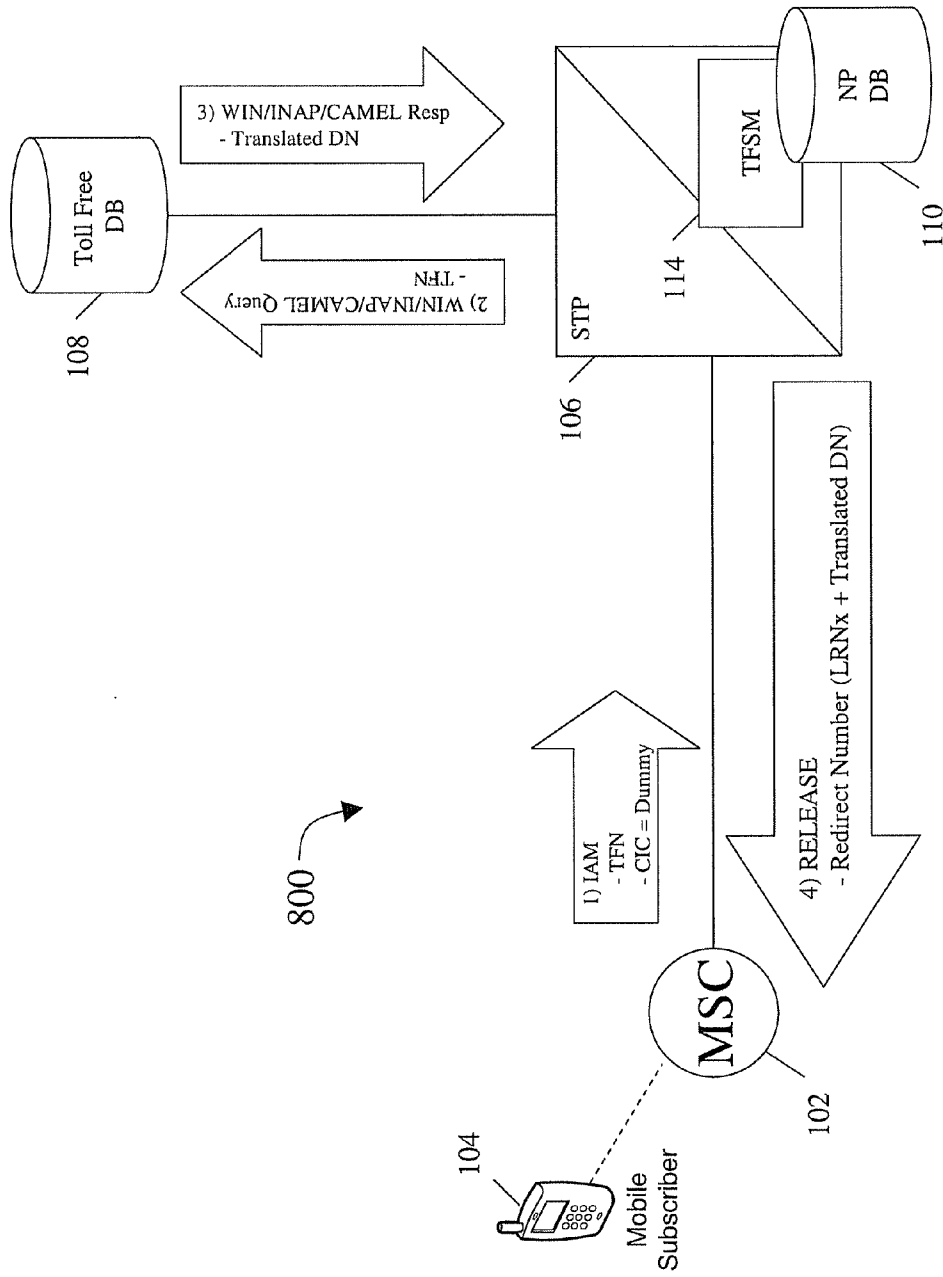 800
Toll Free
DB
108
2) WIN/INAP/CAMEL Query
- TFN
3) WIN/INAP/CAMEL Resp
- Translated DN
104
Mobile
Subscriber
MSC
102
1) IAM
- TFN
- CIC = Dummy
106
STP
114
TFSM
NP
DB
110
4) RELEASE
- Redirect Number (LRNx + Translated DN)